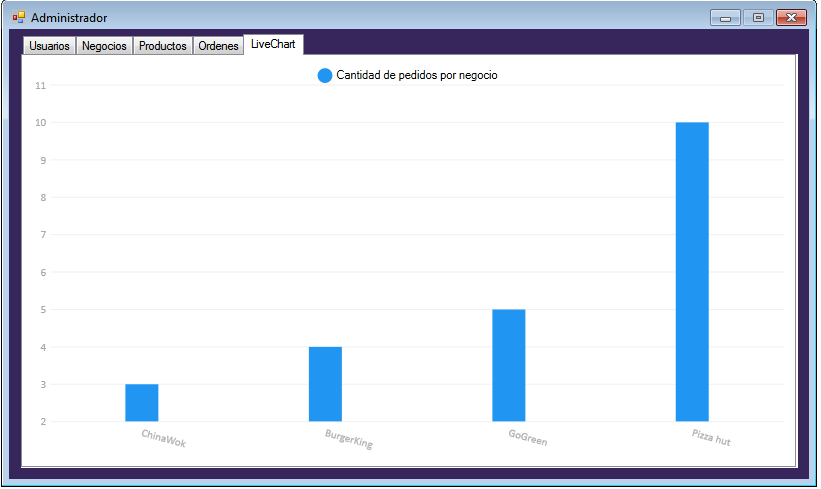 Administrador
Usuarios Negocios Productos Ordenes LiveChart
Cantidad de pedidos por negocio
11
10
9
8
7
6
5
4
3
2
ChinaWok BurgerKing GoGreen Pizza hut